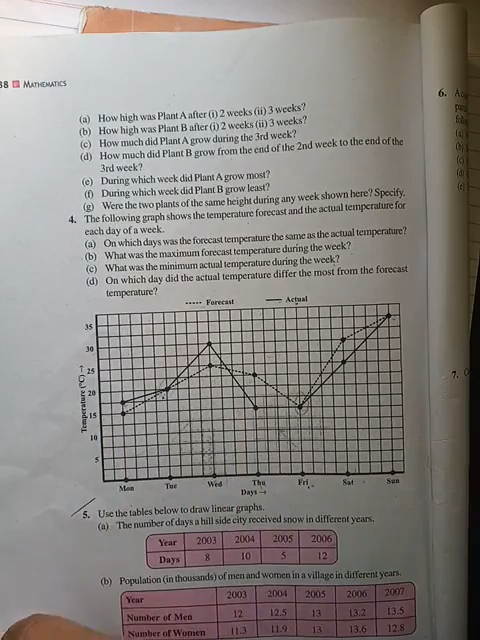 38 MATHEMATICS
(a) How high was Plant A after (i) 2 weeks (ii) 3 weeks?
(b) How high was Plant B after (i) 2 weeks (ii) 3 weeks?
(c) How much did Plant A grow during the 3rd week?
(d) How much did Plant B grow from the end of the 2nd week to the end of the
3rd week?
(e) During which week did Plant A grow most?
(f) During which week did Plant B grow least?
(g) Were the two plants of the same height during any week shown here? Specify.
4. The following graph shows the temperature forecast and the actual temperature for
each day of a week.
(a) On which days was the forecast temperature the same as the actual temperature?
(b) What was the maximum forecast temperature during the week?
(c) What was the minimum actual temperature during the week?
(d) On which day did the actual temperature differ the most from the forecast
temperature?
Forecast Actual
35
30
25
20
15
10
5
Temperature (°C) →
Mon Tue Wed Thu Fri Sat Sun
Days →
5. Use the tables below to draw linear graphs.
(a) The number of days a hill side city received snow in different years.
Year 2003 2004 2005 2006
Days 8 10 5 12
(b) Population (in thousands) of men and women in a village in different years.
Year 2003 2004 2005 2006 2007
Number of Men 12 12.5 13 13.2 13.5
Number of Women 11.3 11.9 13 13.6 12.8
6.
(a)
(b)
(c)
(d)
(e)
7.